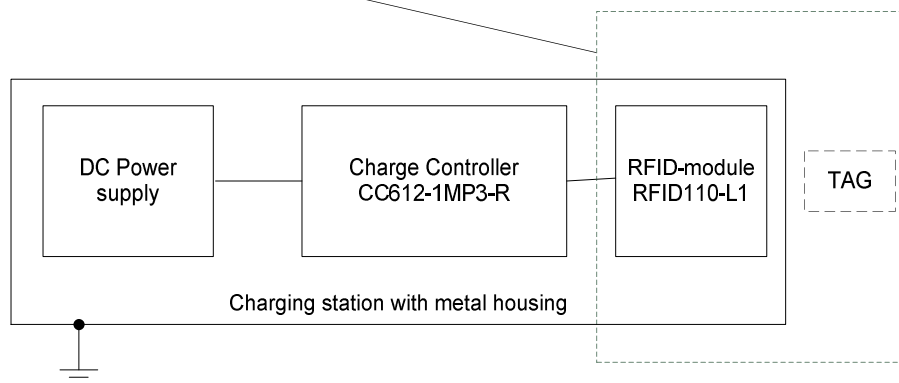 DC Power
supply
Charge Controller
CC612-1MP3-R
RFID-module
RFID110-L1
TAG
Charging station with metal housing